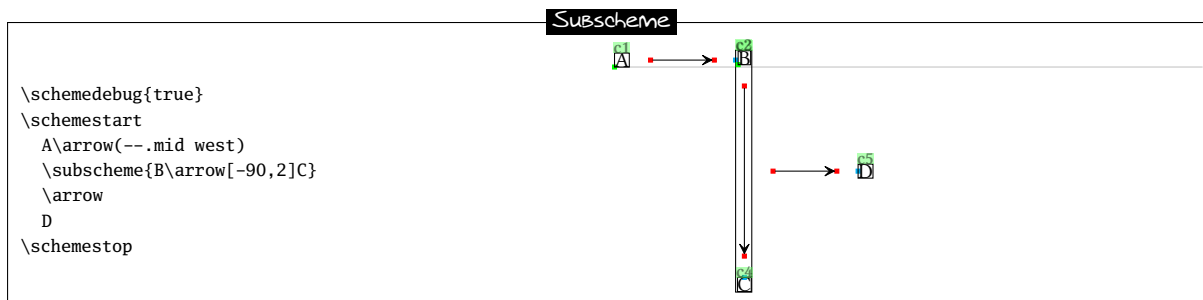 Subscheme
\schemedebug{true}
\schemestart
A\arrow(--.mid west)
\subscheme{B\arrow[-90,2]C}
\arrow
D
\schemestop
c1
A
c2
B
c5
D
c4
C